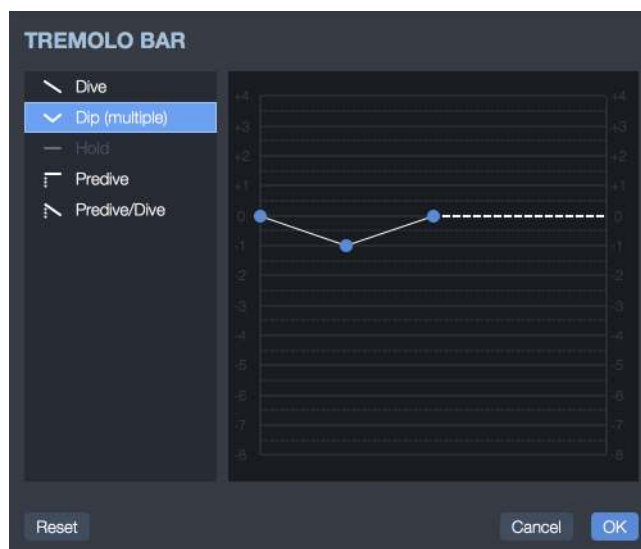 TREMOLO BAR
Dive
Dip (multiple)
Hold
Predive
Predive/Dive
+4 +4
+3 +3
+2 +2
+1 +1
0 0
-1 -1
-2 -2
-3 -3
-4 -4
-5 -5
-6 -6
-7 -7
-8 -8
Reset Cancel OK